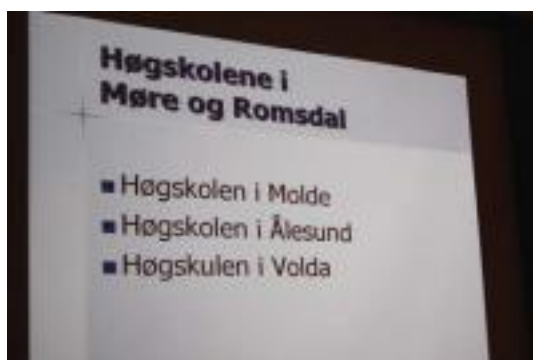 Høgskolene i
Møre og Romsdal
Høgskolen i Molde
Høgskolen i Ålesund
Høgskulen i Volda